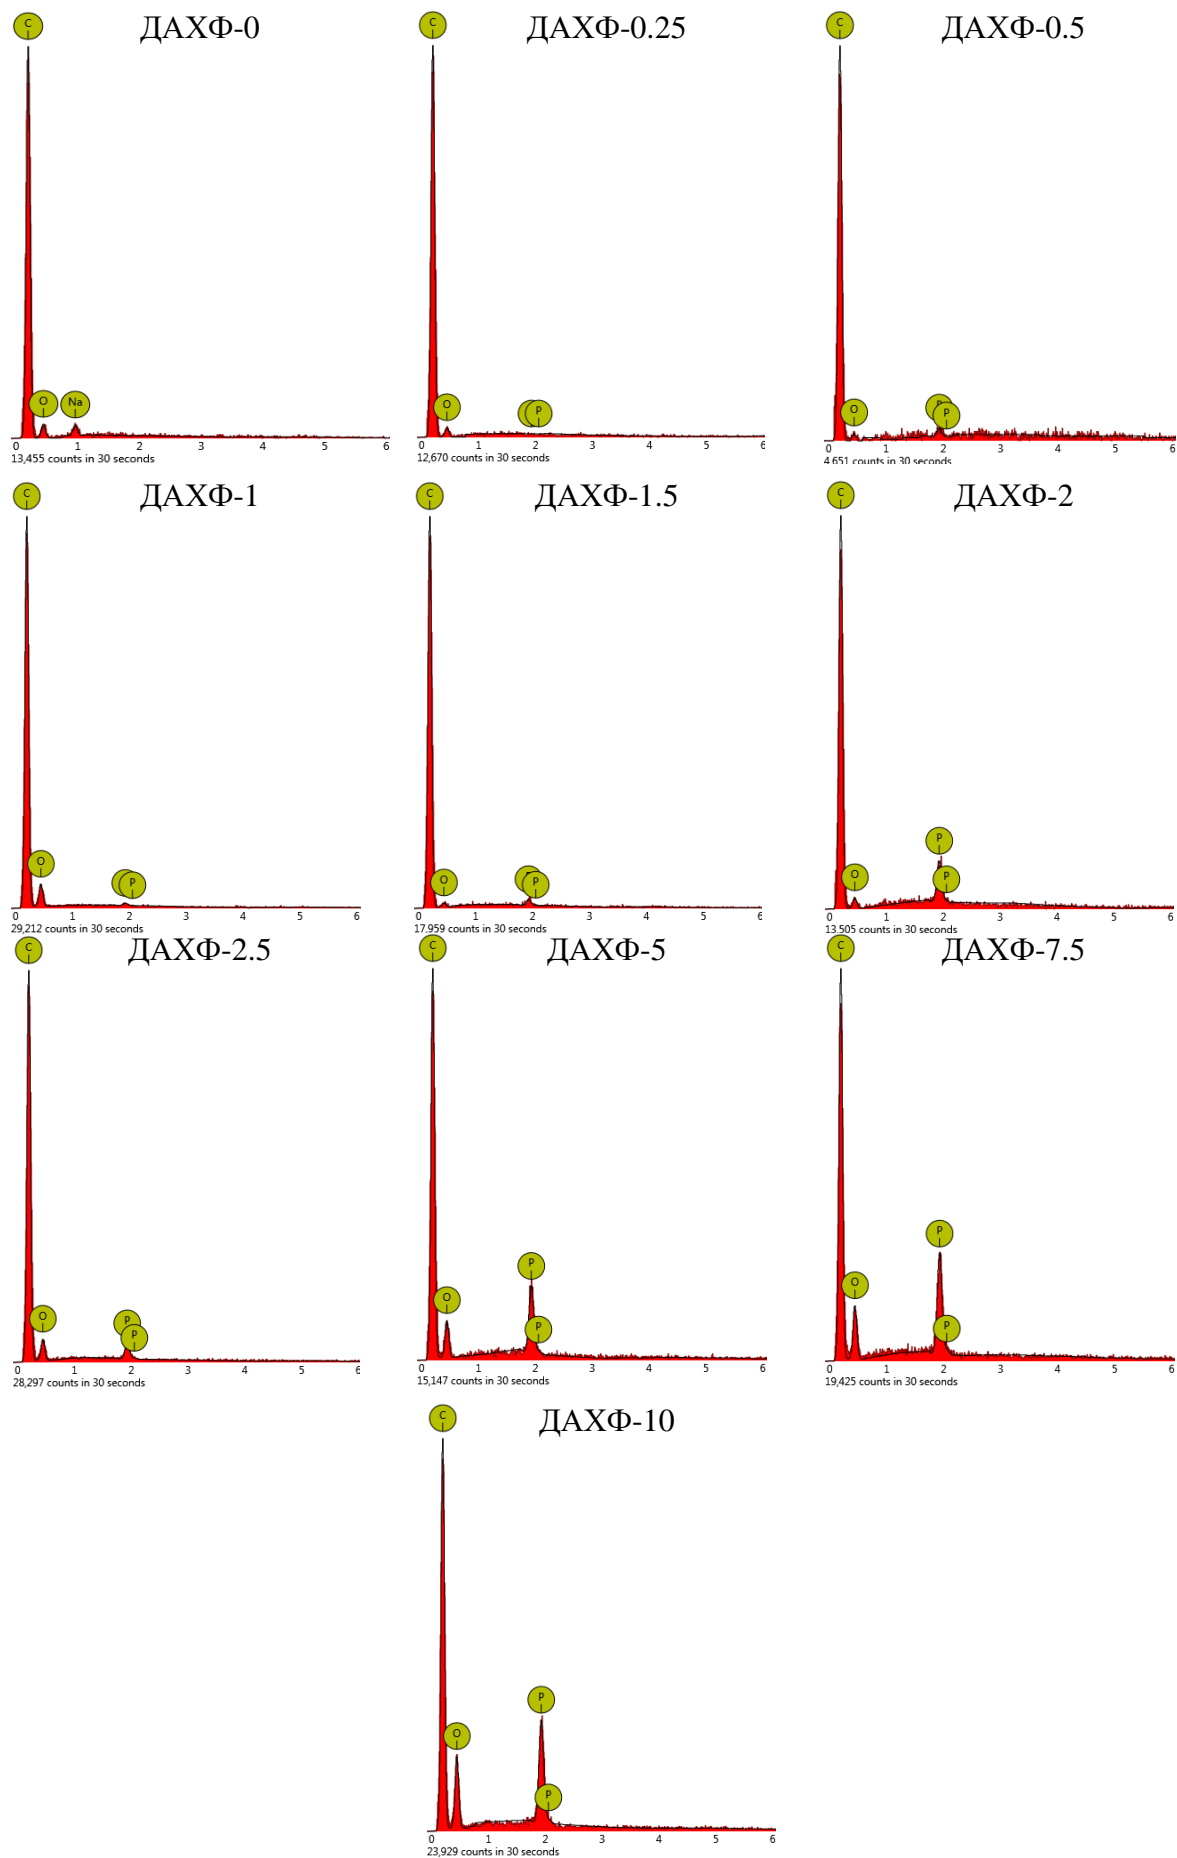 ДАХФ-0
C
O
Na
0 1 2 3 4 5 6
13,455 counts in 30 seconds
ДАХФ-0.25
C
O
P
0 1 2 3 4 5 6
12,670 counts in 30 seconds
ДАХФ-0.5
C
O
P
P
0 1 2 3 4 5 6
4 651 counts in 30 seconds
ДАХФ-1
C
O
P
0 1 2 3 4 5 6
29,212 counts in 30 seconds
ДАХФ-1.5
C
O
P
0 1 2 3 4 5 6
17,959 counts in 30 seconds
ДАХФ-2
C
P
O
P
0 1 2 3 4 5 6
13,505 counts in 30 seconds
ДАХФ-2.5
C
O
P
P
0 1 2 3 4 5 6
28,297 counts in 30 seconds
ДАХФ-5
C
P
O
P
0 1 2 3 4 5 6
15,147 counts in 30 seconds
ДАХФ-7.5
C
P
O
P
0 1 2 3 4 5 6
19,425 counts in 30 seconds
ДАХФ-10
C
P
O
P
0 1 2 3 4 5 6
23,929 counts in 30 seconds